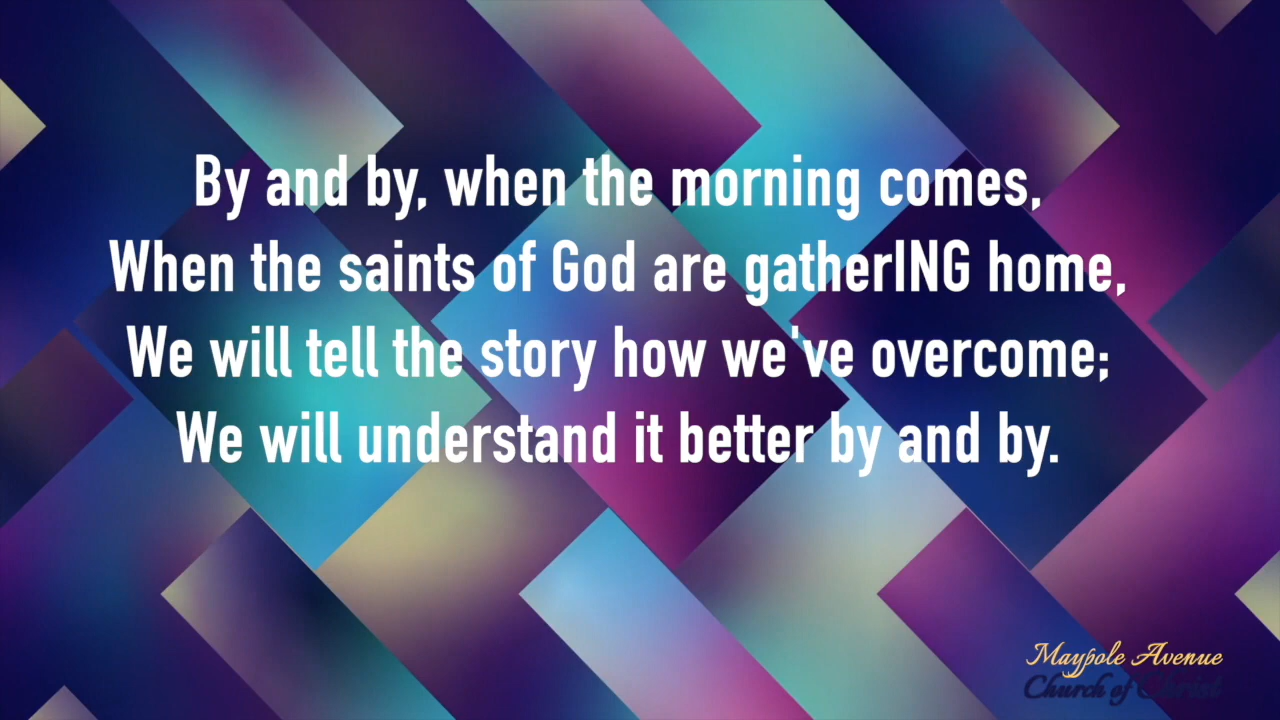 By and by, when the morning comes,
When the saints of God are gatherING home,
We will tell the story how we've overcome;
We will understand it better by and by.
Maypole Avenue
Church of Christ